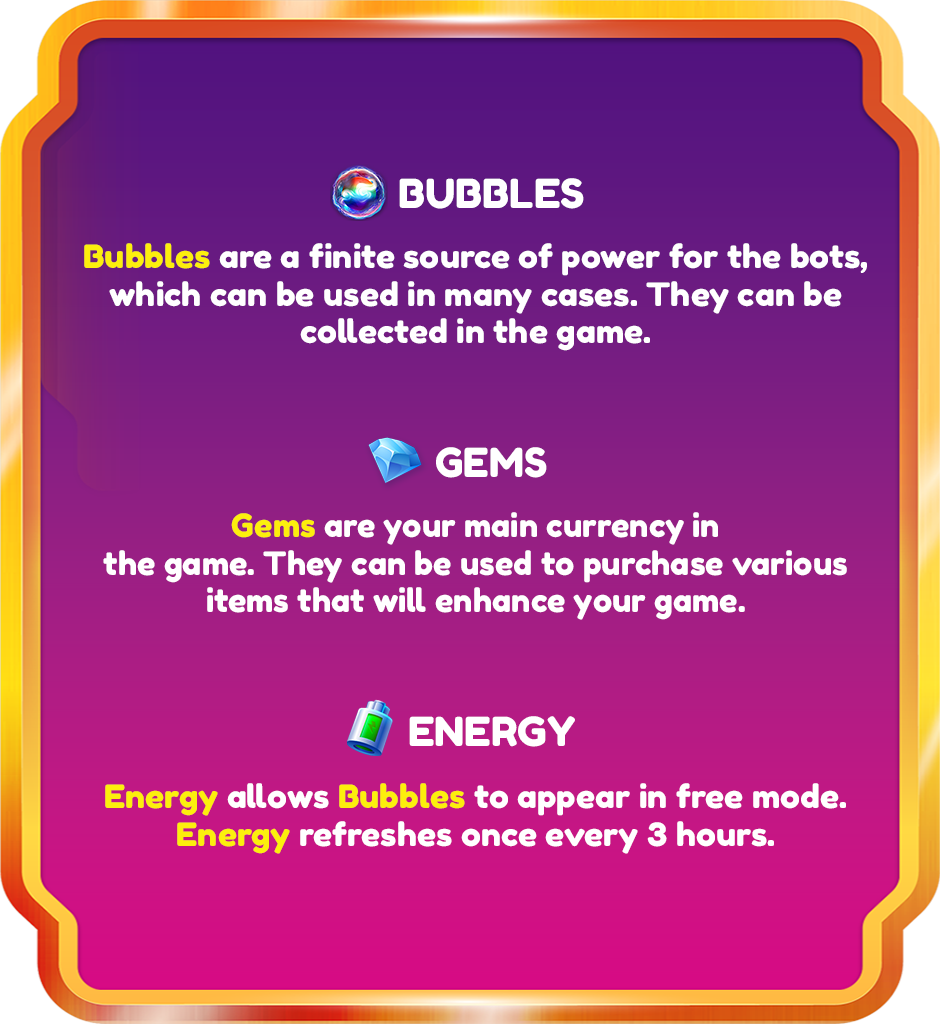 BUBBLES
Bubbles are a finite source of power for the bots,
which can be used in many cases. They can be
collected in the game.
GEMS
Gems are your main currency in
the game. They can be used to purchase various
items that will enhance your game.
ENERGY
Energy allows Bubbles to appear in free mode.
Energy refreshes once every 3 hours.